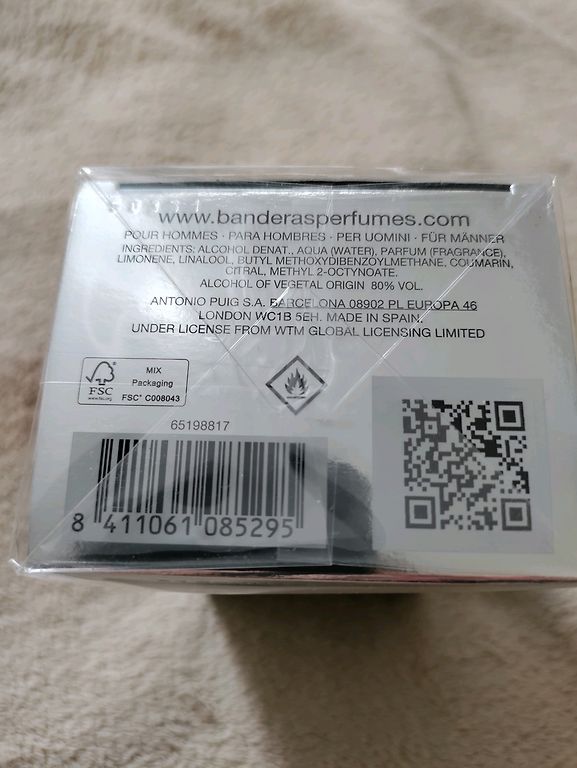 www.banderasperfumes.com
POUR HOMMES · PARA HOMBRES · PER UOMINI · FÜR MÄNNER
INGREDIENTS: ALCOHOL DENAT., AQUA (WATER), PARFUM (FRAGRANCE),
LIMONENE, LINALOOL, BUTYL METHOXYDIBENZOYLMETHANE, COUMARIN,
CITRAL, METHYL 2-OCTYNOATE.
ALCOHOL OF VEGETAL ORIGIN 80% VOL.
ANTONIO PUIG S.A. BARCELONA 08902 PL EUROPA 46
LONDON WC1B 5EH. MADE IN SPAIN.
UNDER LICENSE FROM WTM GLOBAL LICENSING LIMITED
FSC
www.fsc.org
MIX
Packaging
FSC® C008043
65198817
8 411061 085295